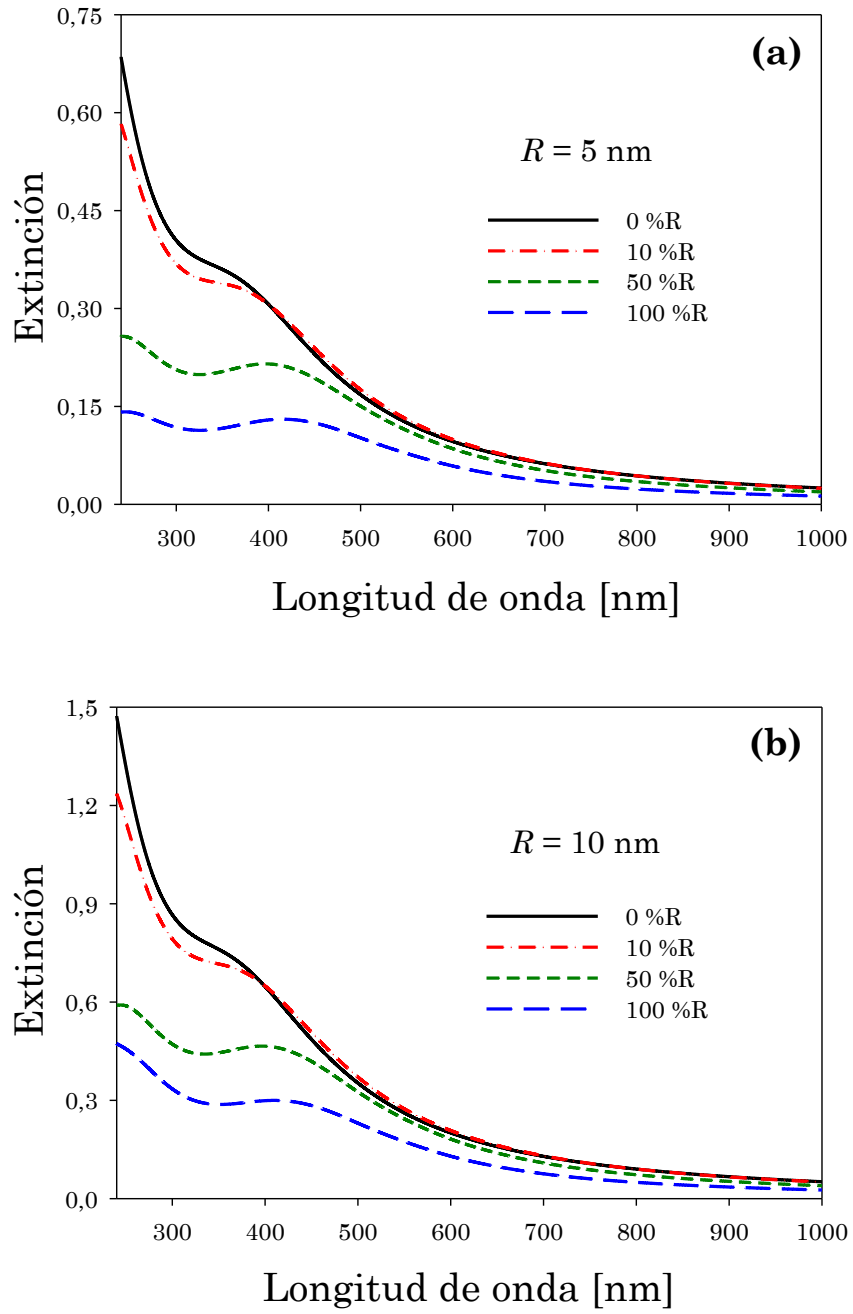 0,75
(a)
0,60
R = 5 nm
0,45
0 %R
10 %R
0,30
50 %R
100 %R
0,15
0,00
300 400 500 600 700 800 900 1000
Extinción
Longitud de onda [nm]
1,5
(b)
1,2
R = 10 nm
0,9
0 %R
10 %R
0,6
50 %R
100 %R
0,3
0,0
300 400 500 600 700 800 900 1000
Extinción
Longitud de onda [nm]